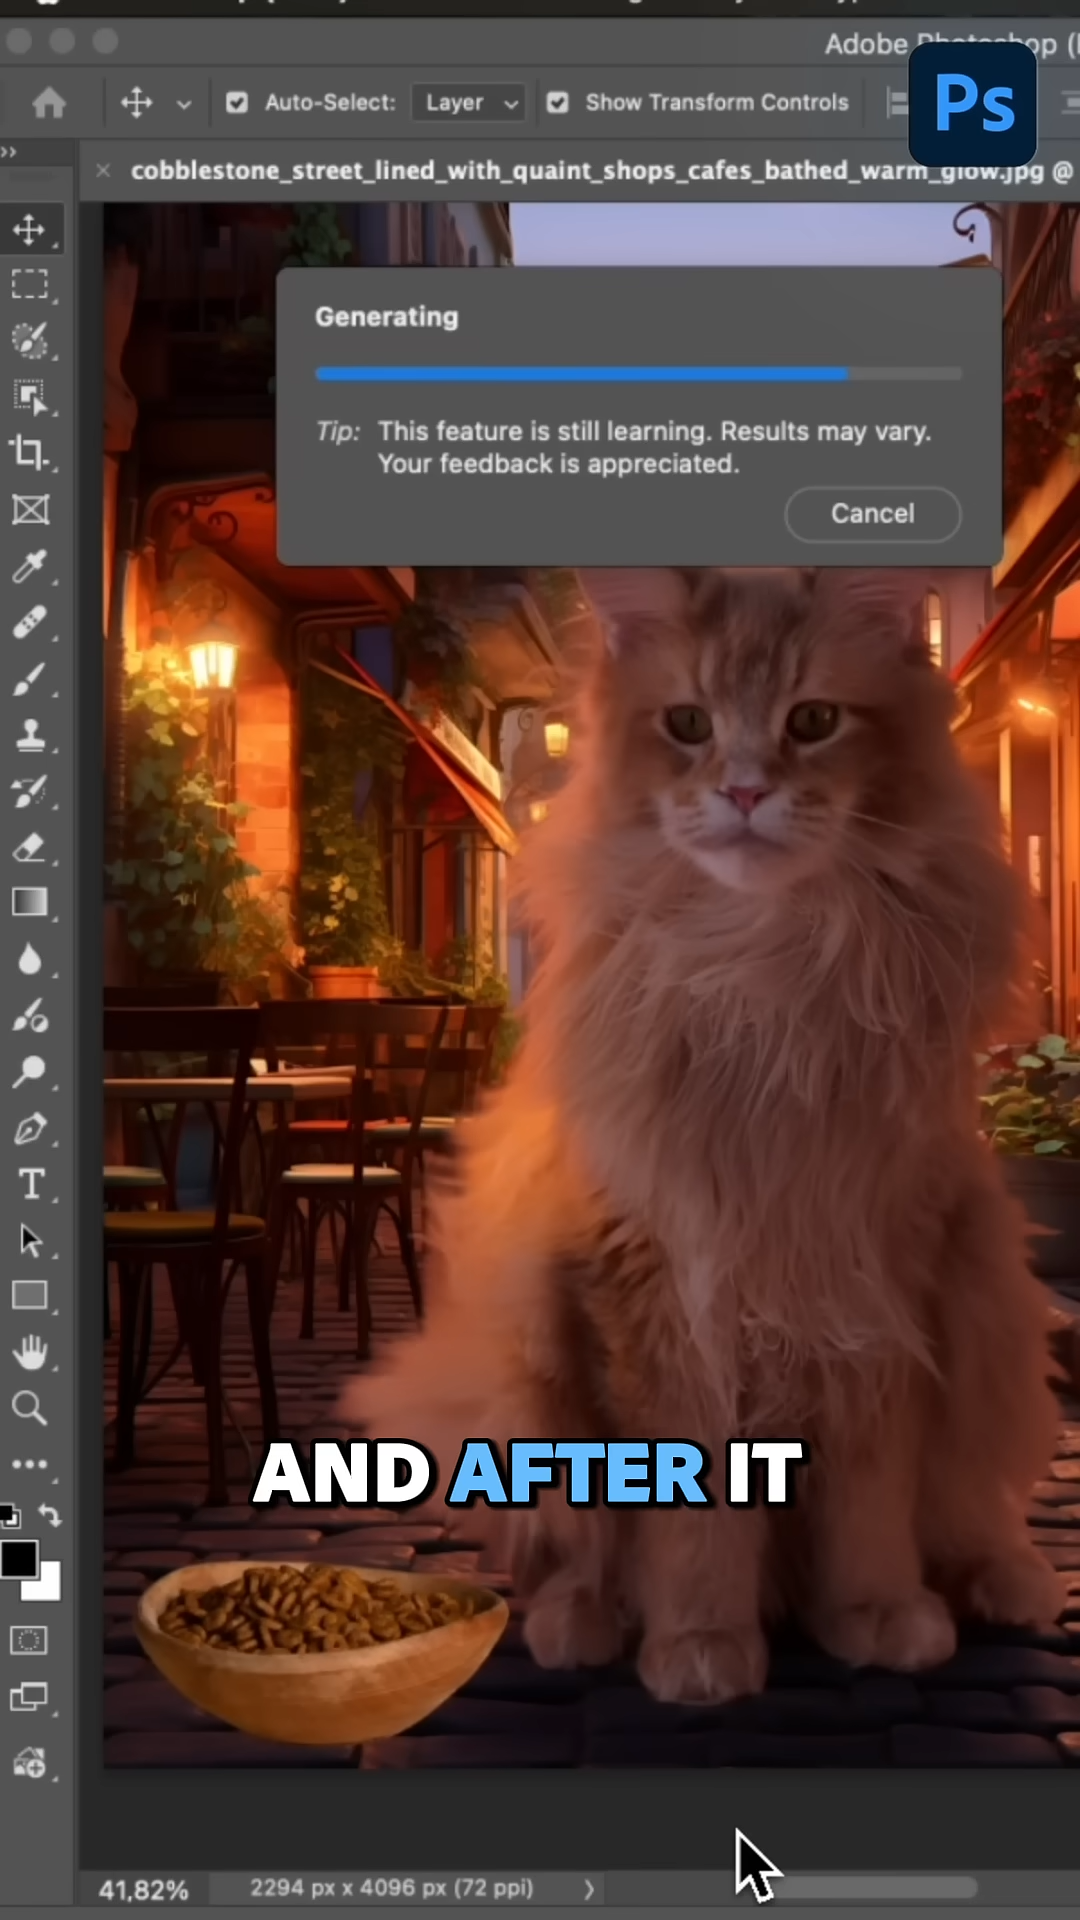 Adobe Photoshop (
Ps
Auto-Select:
Layer
Show Transform Controls
cobblestone_street_lined_with_quaint_shops_cafes_bathed_warm_glow.jpg @
Generating
Tip: This feature is still learning. Results may vary.
Your feedback is appreciated.
Cancel
T
AND AFTER IT
41,82%
2294 px x 4096 px (72 ppi)